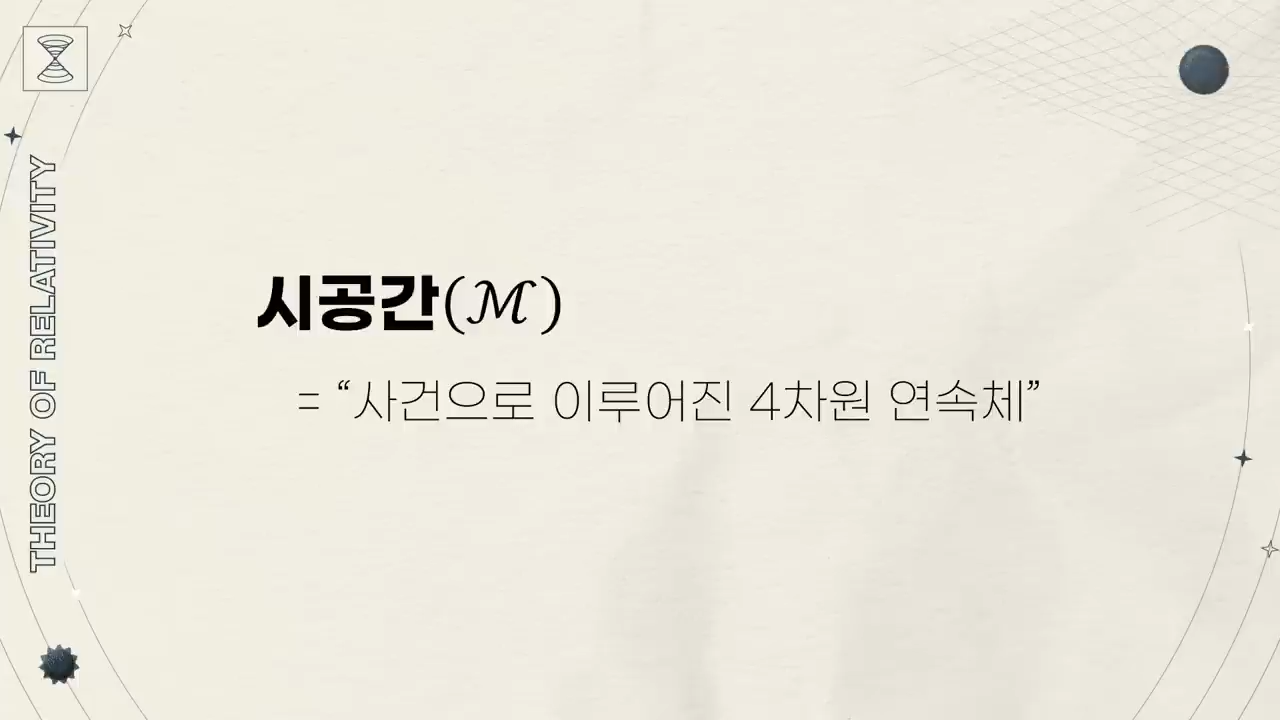 THEORY OF RELATIVITY
시공간(ℳ)
= “사건으로 이루어진 4차원 연속체”